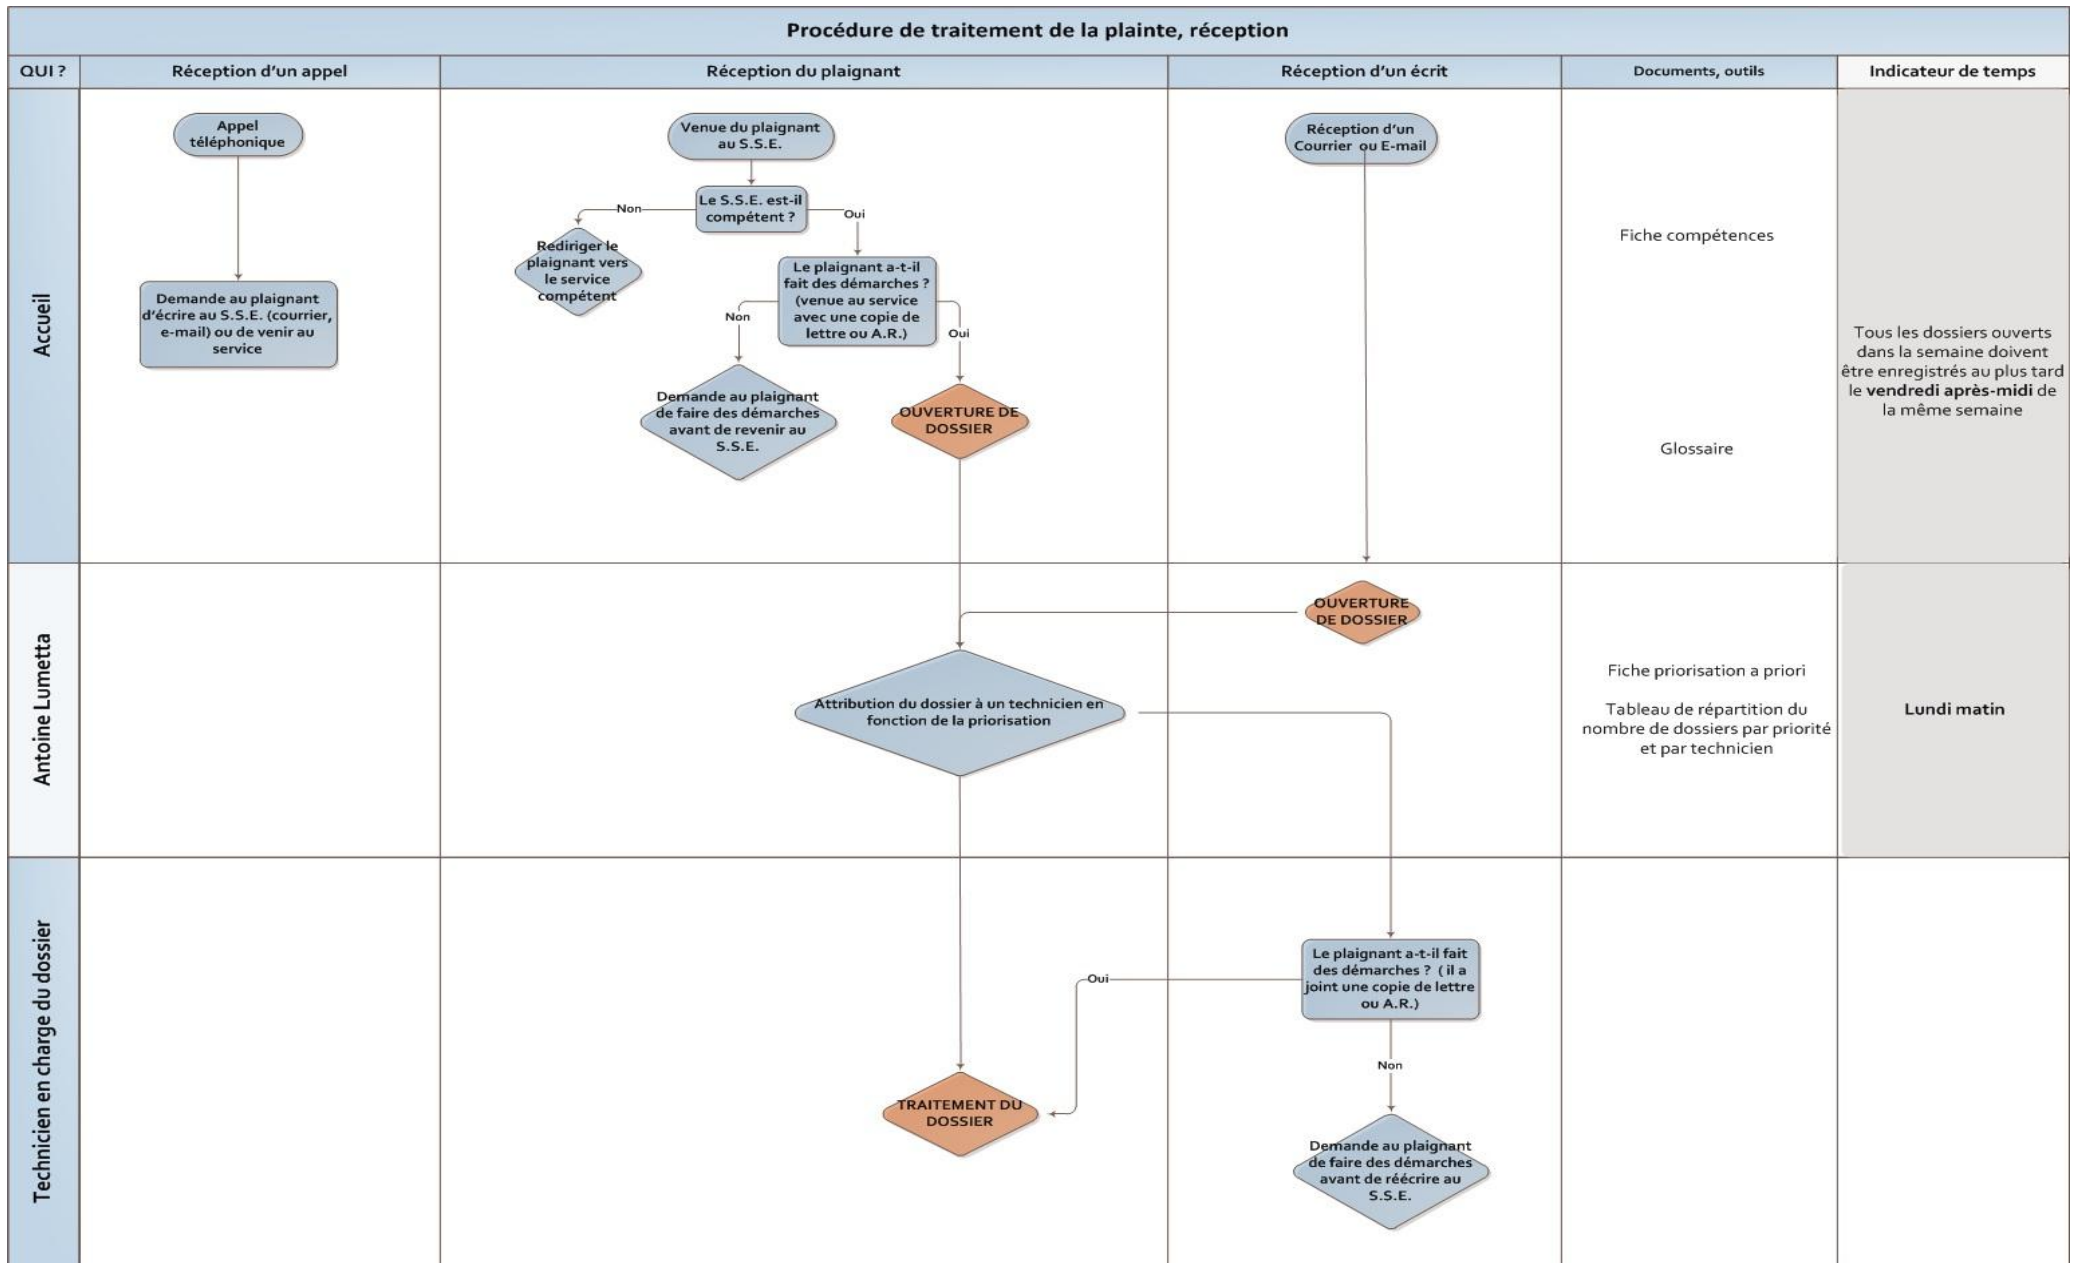 Procédure de traitement de la plainte, réception
QUI ?
Réception d'un appel
Réception du plaignant
Réception d'un écrit
Documents, outils
Indicateur de temps
Accueil
Appel
téléphonique
Demande au plaignant
d'écrire au S.S.E. (courrier,
e-mail) ou de venir au
service
Venue du plaignant
au S.S.E.
Le S.S.E. est-il
compétent ?
Non
Oui
Rediriger le
plaignant vers
le service
compétent
Le plaignant a-t-il
fait des démarches ?
(venue au service
avec une copie de
lettre ou A.R.)
Non
Oui
Demande au plaignant
de faire des démarches
avant de revenir au
S.S.E.
OUVERTURE DE
DOSSIER
Réception d'un
Courrier ou E-mail
Fiche compétences
Glossaire
Tous les dossiers ouverts
dans la semaine doivent
être enregistrés au plus tard
le vendredi après-midi de
la même semaine
Antoine Lumetta
OUVERTURE
DE DOSSIER
Attribution du dossier à un technicien en
fonction de la priorisation
Fiche priorisation a priori
Tableau de répartition du
nombre de dossiers par priorité
et par technicien
Lundi matin
Technicien en charge du dossier
Le plaignant a-t-il fait
des démarches ? ( il a
joint une copie de lettre
ou A.R.)
Oui
Non
TRAITEMENT DU
DOSSIER
Demande au plaignant
de faire des démarches
avant de réécrire au
S.S.E.